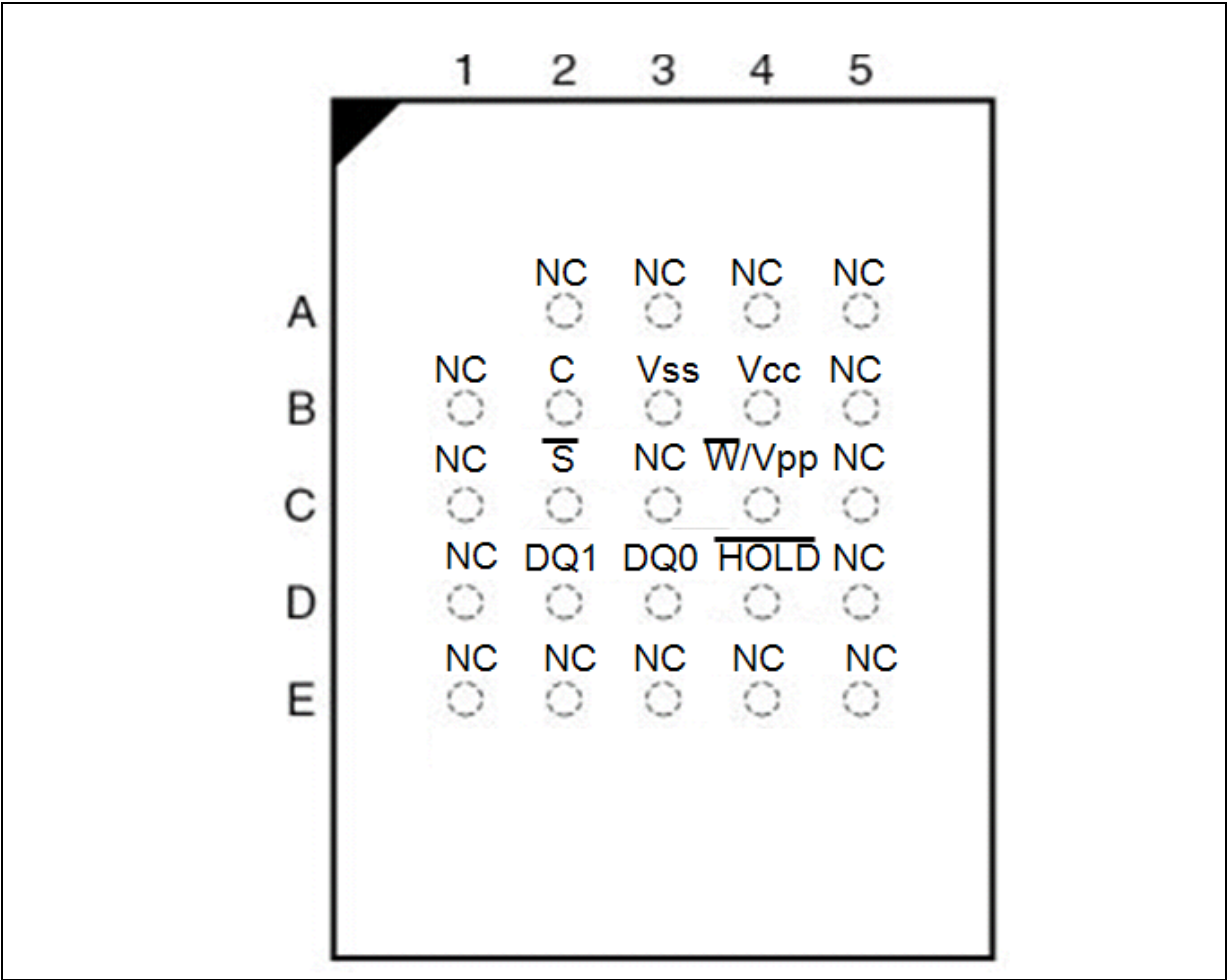 1 2 3 4 5
NC NC NC NC
A
NC C Vss Vcc NC
B
NC S̅ NC W̅/Vpp NC
C
NC DQ1 DQ0 H̅O̅L̅D̅ NC
D
NC NC NC NC NC
E